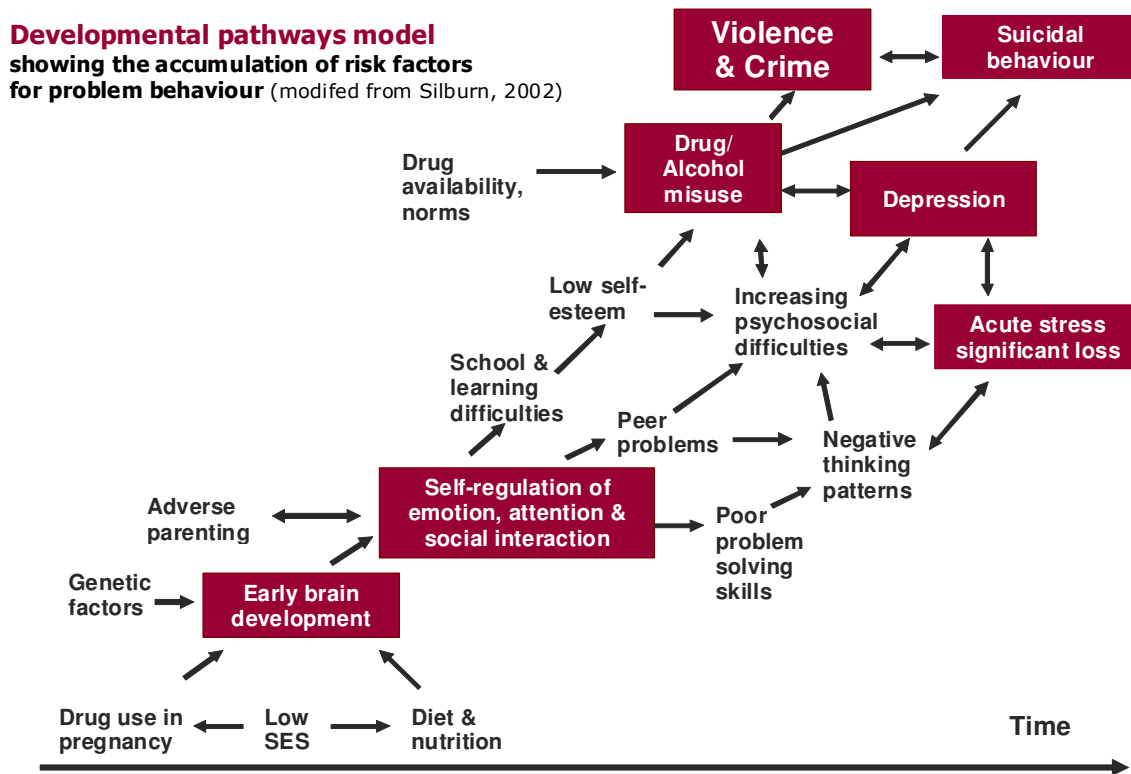 Developmental pathways model
showing the accumulation of risk factors
for problem behaviour (modifed from Silburn, 2002)
Violence
& Crime
Suicidal
behaviour
Drug
availability,
norms
Drug/
Alcohol
misuse
Depression
Low self-
esteem
Increasing
psychosocial
difficulties
Acute stress
significant loss
School &
learning
difficulties
Peer
problems
Negative
thinking
patterns
Adverse
parenting
Self-regulation of
emotion, attention &
social interaction
Poor
problem
solving
skills
Genetic
factors
Early brain
development
Drug use in
pregnancy
Low
SES
Diet &
nutrition
Time